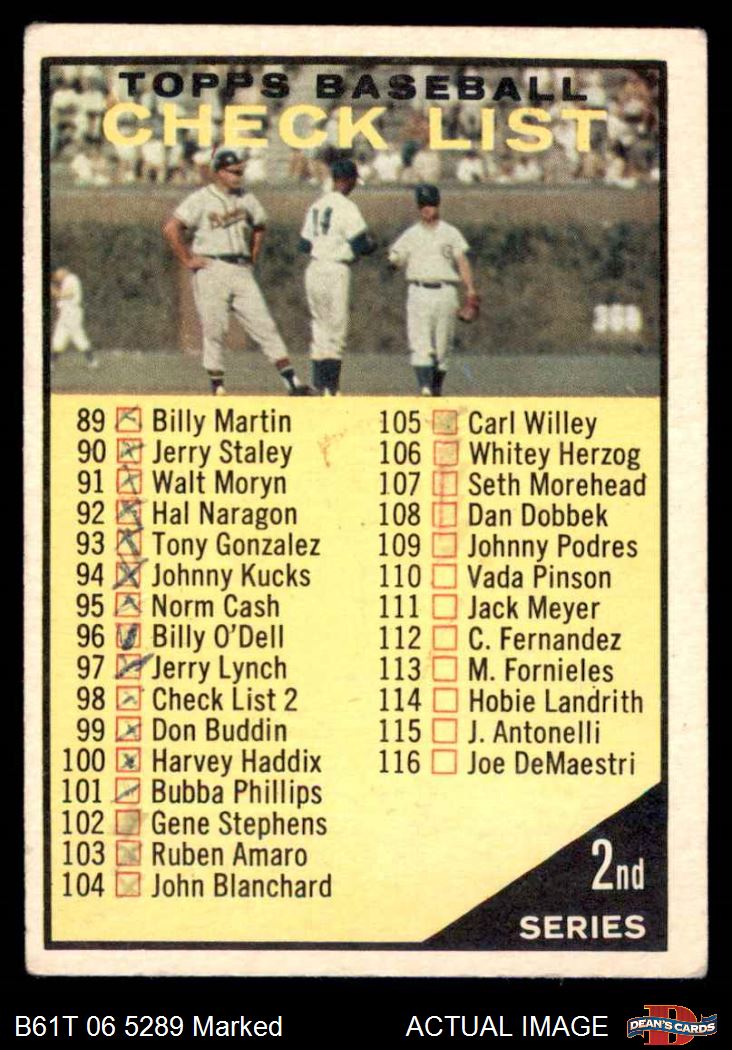 TOPPS BASEBALL
CHECK LIST
14
368
89 Billy Martin
90 Jerry Staley
91 Walt Moryn
92 Hal Naragon
93 Tony Gonzalez
94 Johnny Kucks
95 Norm Cash
96 Billy O'Dell
97 Jerry Lynch
98 Check List 2
99 Don Buddin
100 Harvey Haddix
101 Bubba Phillips
102 Gene Stephens
103 Ruben Amaro
104 John Blanchard
105 Carl Willey
106 Whitey Herzog
107 Seth Morehead
108 Dan Dobbek
109 Johnny Podres
110 Vada Pinson
111 Jack Meyer
112 C. Fernandez
113 M. Fornieles
114 Hobie Landrith
115 J. Antonelli
116 Joe DeMaestri
2nd
SERIES
B61T 06 5289 Marked
ACTUAL IMAGE
D
DEAN'S CARDS